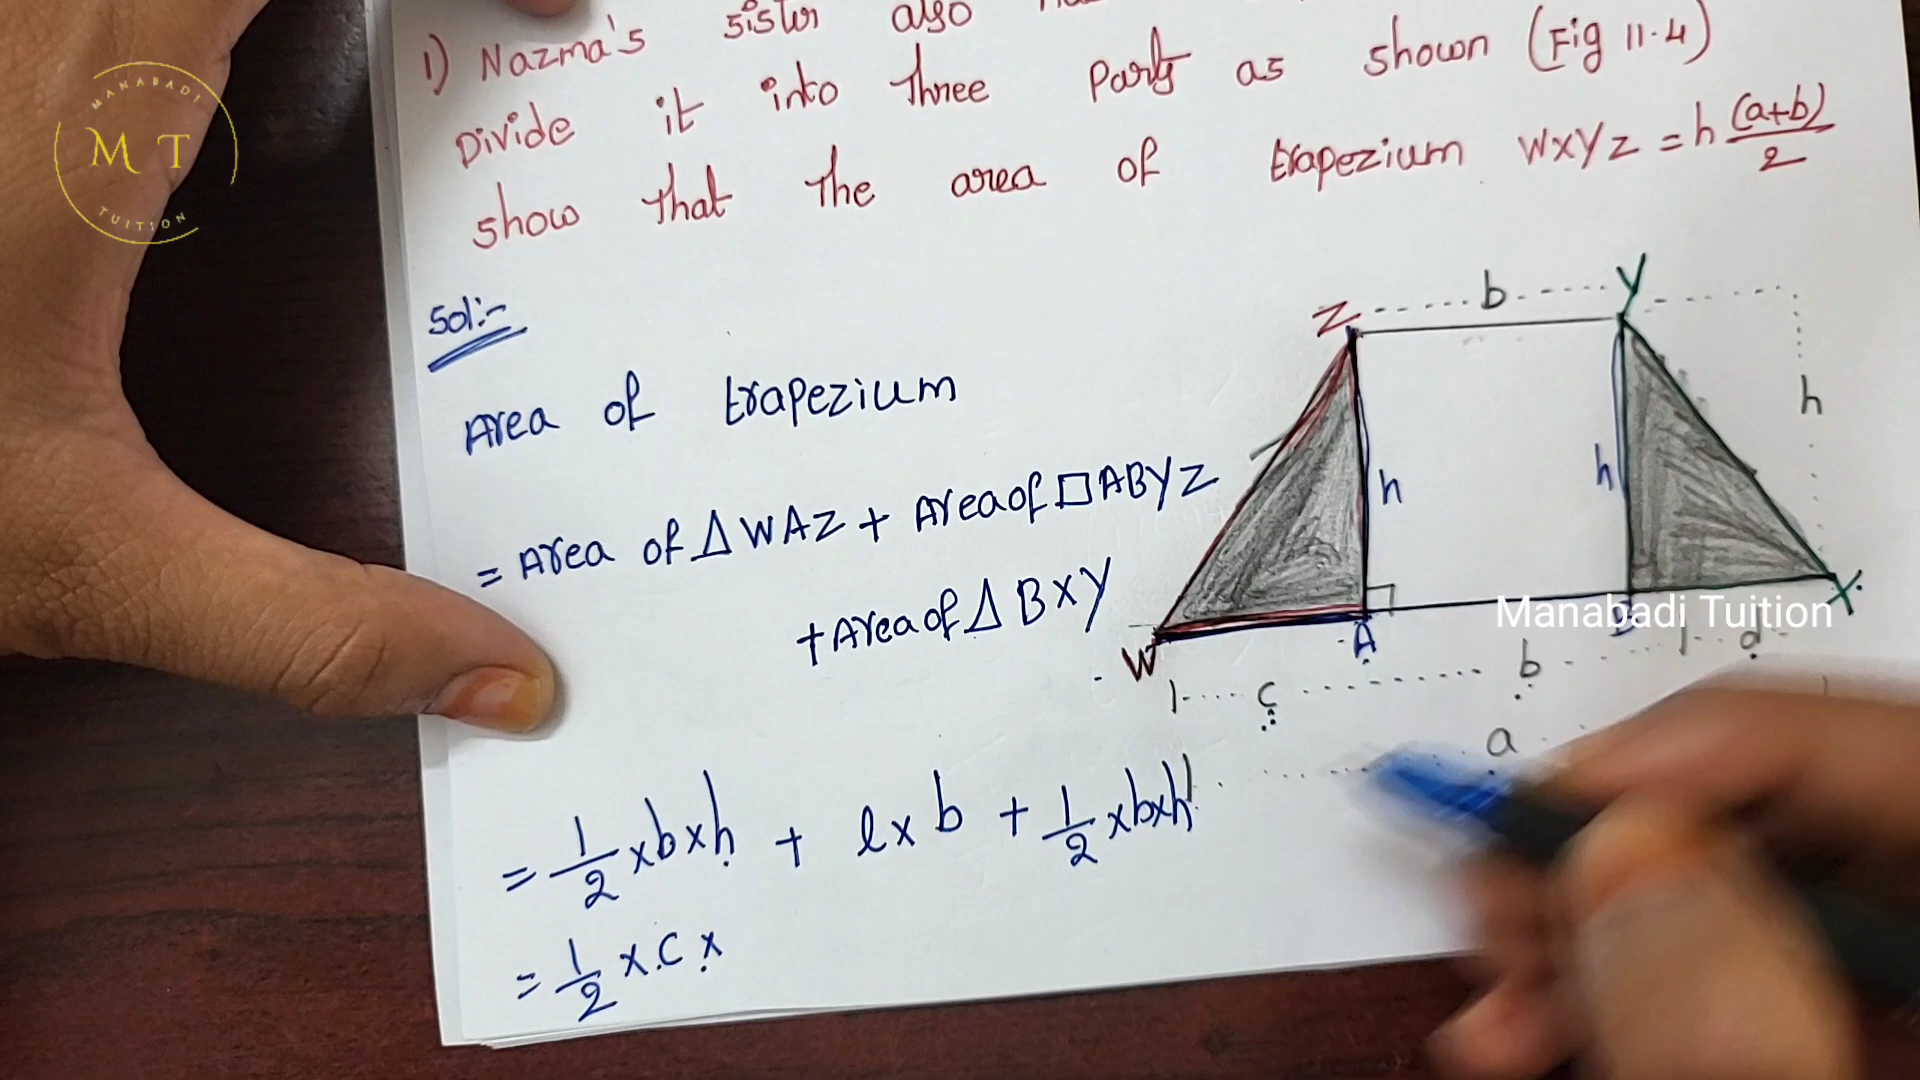 MANABADI
M T
TUITION
1) Nazma's sister also
Divide it into three parts as shown (Fig 11.4)
show that the area of trapezium WXYZ = h (a+b)/2
Sol:-
Area of trapezium
= Area of Δ WAZ + Area of □ ABYZ
+ Area of Δ BXY
= 1/2 × b × h + l × b + 1/2 × b × h
= 1/2 × c ×
Z b Y
h h h
W A X
c b d
a
Manabadi Tuition